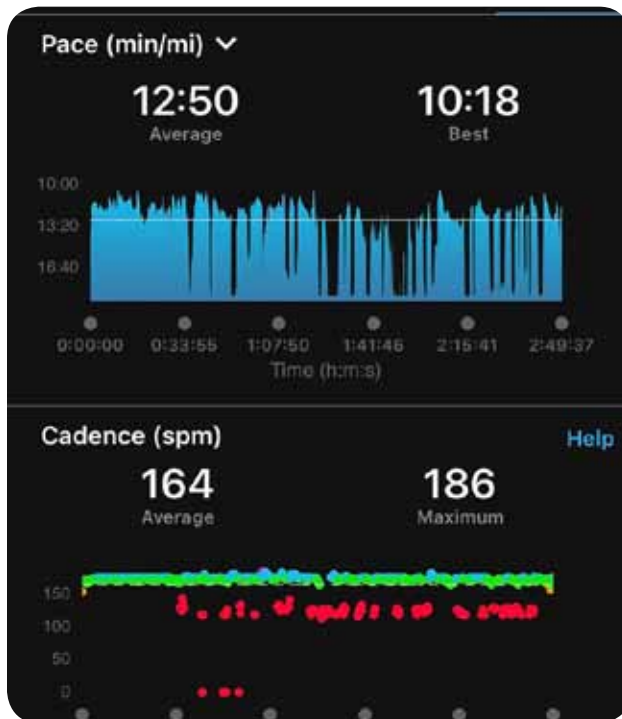 Pace (min/mi)
12:50 10:18
Average Best
10:00
13:20
16:40
0:00:00 0:33:55 1:07:50 1:41:46 2:15:41 2:49:37
Time (h:m:s)
Cadence (spm) Help
164 186
Average Maximum
150
100
50
0